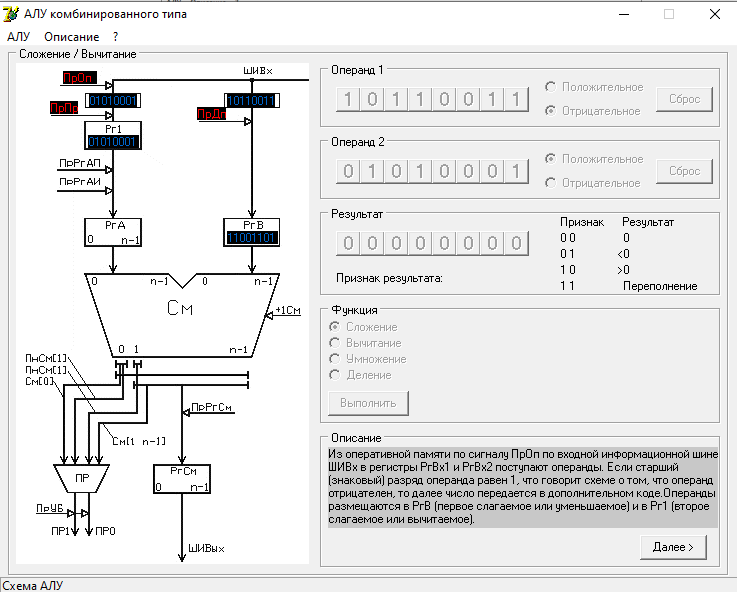 АЛУ комбинированного типа
АЛУ Описание ?
Сложение / Вычитание
ШИВх
ПрОп
01010001
10110011
ПрПр
ПрДп
Рг1
01010001
ПрРгАП
ПрРгАИ
РгА
0 n-1
РгВ
11001101
0 n-1 0 n-1
См
+1См
0 1 n-1
ПмСм[1]
ПмСм[1]
См[0]
ПрРгСм
См[1 n-1]
ПР
РгСм
0 n-1
ПрУБ
ПР1 ПР0
ШИВых
Операнд 1
1 0 1 1 0 0 1 1
Положительное
Отрицательное
Сброс
Операнд 2
0 1 0 1 0 0 0 1
Положительное
Отрицательное
Сброс
Результат
0 0 0 0 0 0 0 0
Признак результата:
Признак Результат
0 0 0
0 1 <0
1 0 >0
1 1 Переполнение
Функция
Сложение
Вычитание
Умножение
Деление
Выполнить
Описание
Из оперативной памяти по сигналу ПрОп по входной информационной шине
ШИВх в регистры РгВх1 и РгВх2 поступают операнды. Если старший
(знаковый) разряд операнда равен 1, что говорит схеме о том, что операнд
отрицателен, то далее число передается в дополнительном коде.Операнды
размещаются в РгВ (первое слагаемое или уменьшаемое) и в Рг1 (второе
слагаемое или вычитаемое).
Далее >
Схема АЛУ